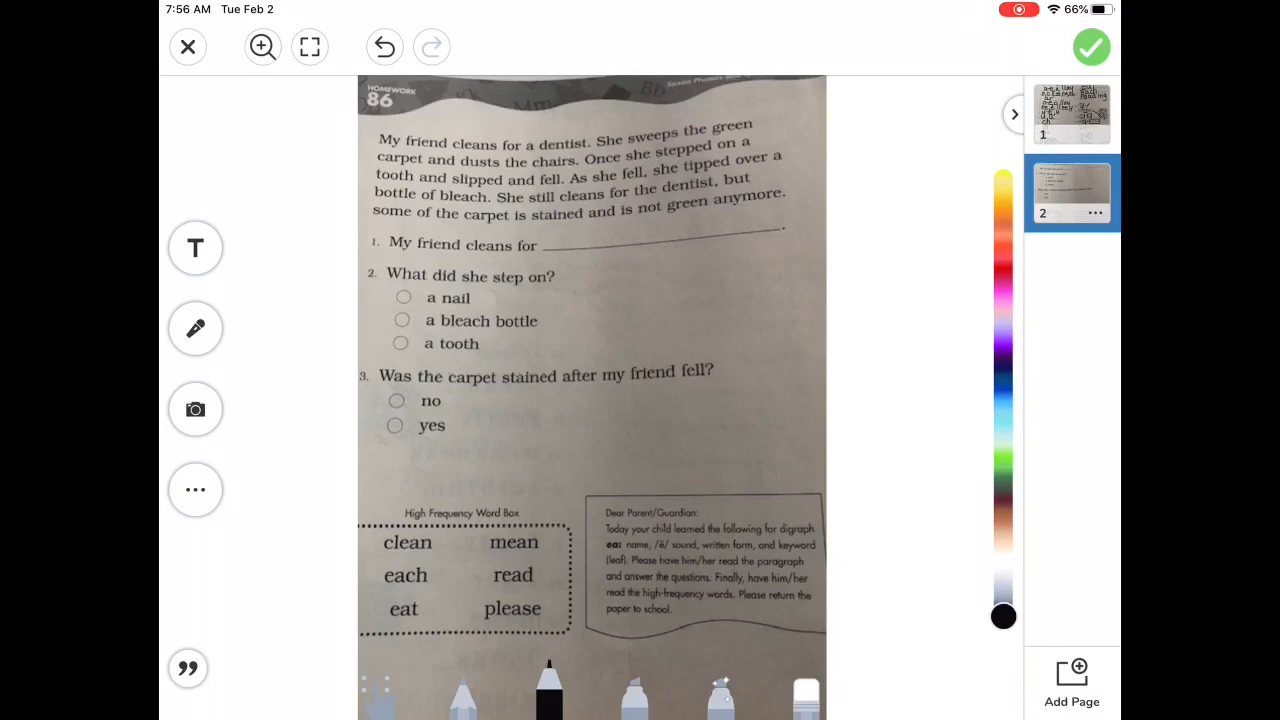 7:56 AM Tue Feb 2
66%
HOMEWORK
86
Kk Mm Bb Saxon Phonics
My friend cleans for a dentist. She sweeps the green
carpet and dusts the chairs. Once she stepped on a
tooth and slipped and fell. As she fell, she tipped over a
bottle of bleach. She still cleans for the dentist, but
some of the carpet is stained and is not green anymore.
1. My friend cleans for ____________________.
2. What did she step on?
a nail
a bleach bottle
a tooth
3. Was the carpet stained after my friend fell?
no
yes
High Frequency Word Box
clean mean
each read
eat please
Dear Parent/Guardian:
Today your child learned the following for digraph
ea: name, /ē/ sound, written form, and keyword
(leaf). Please have him/her read the paragraph
and answer the questions. Finally, have him/her
read the high-frequency words. Please return the
paper to school.
T
1
2
Add Page